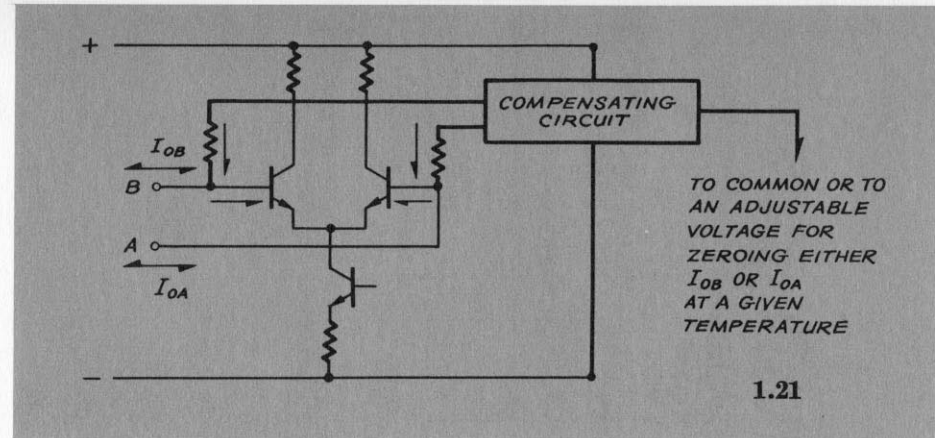 +
COMPENSATING
CIRCUIT
I_OB
B
A
I_OA
TO COMMON OR TO
AN ADJUSTABLE
VOLTAGE FOR
ZEROING EITHER
I_OB OR I_OA
AT A GIVEN
TEMPERATURE
−
1.21